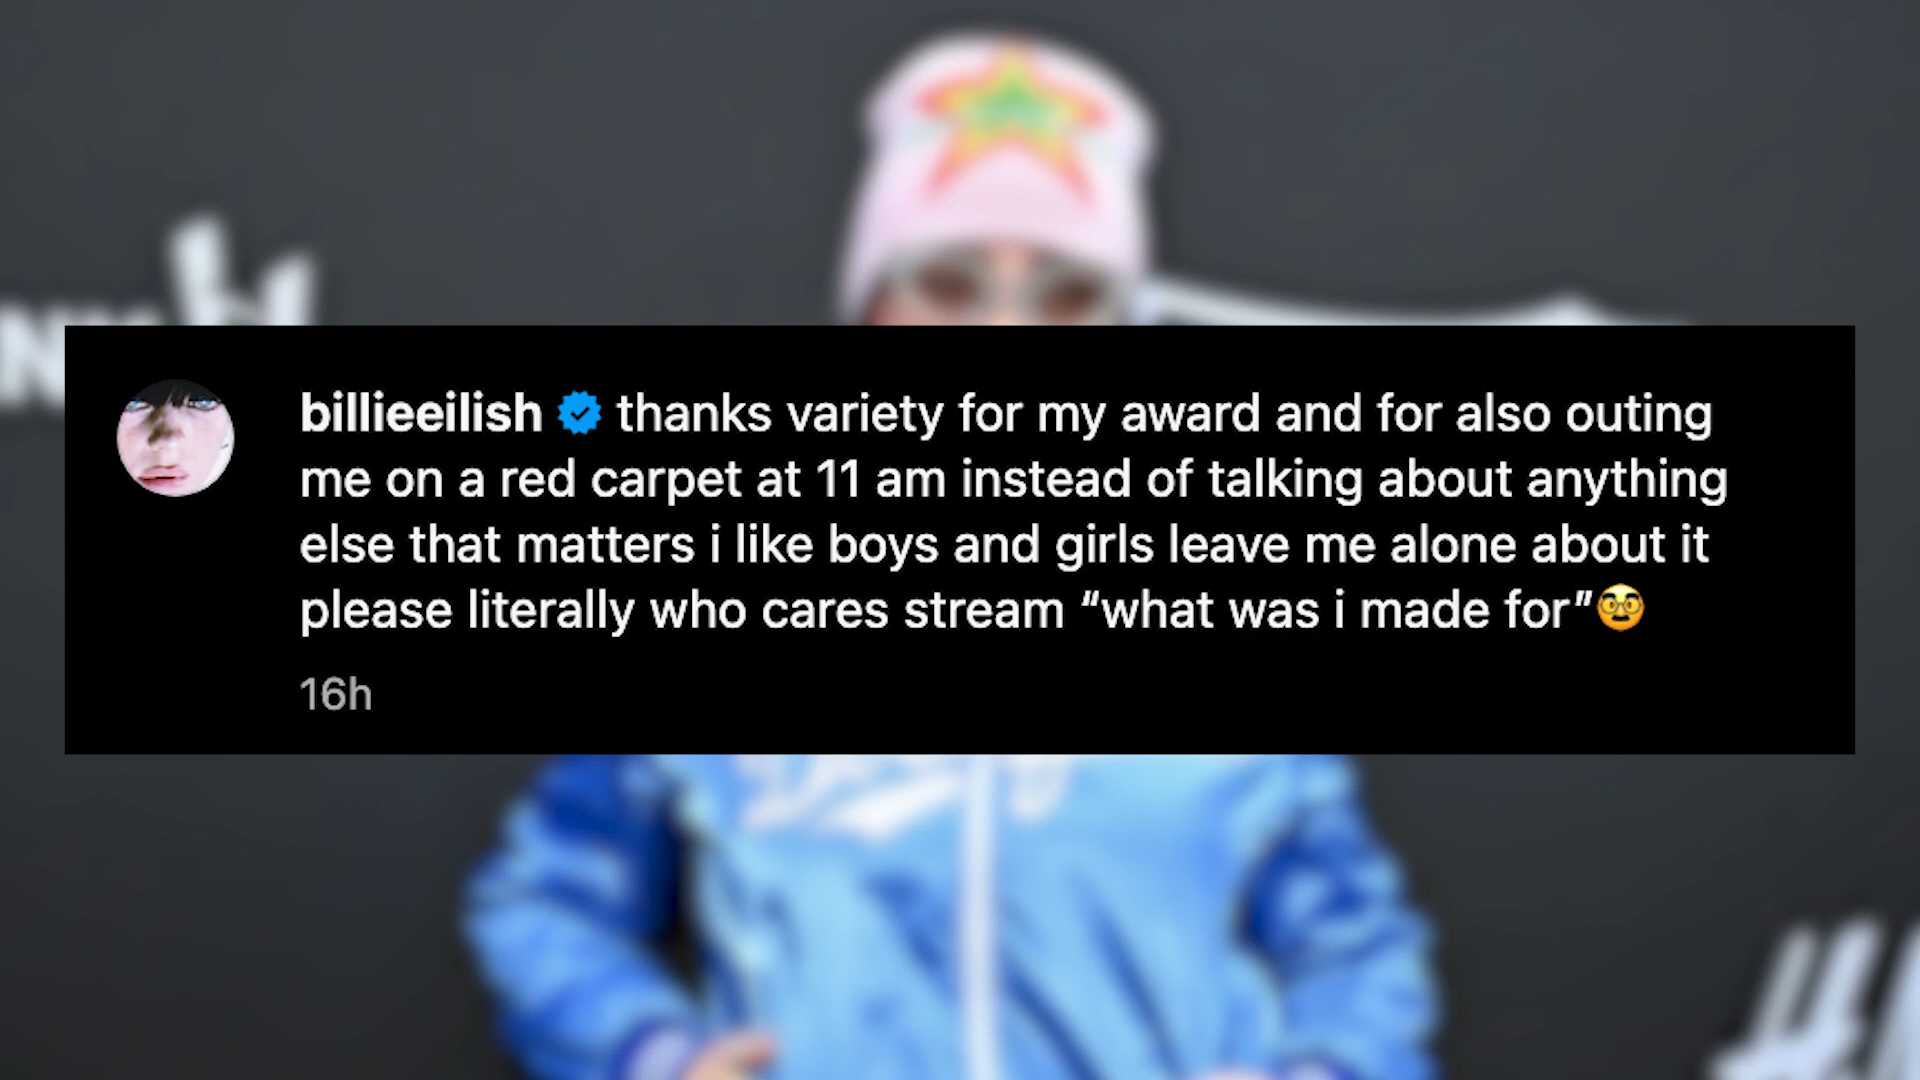 billieeilish thanks variety for my award and for also outing
me on a red carpet at 11 am instead of talking about anything
else that matters i like boys and girls leave me alone about it
please literally who cares stream “what was i made for”🥸
16h